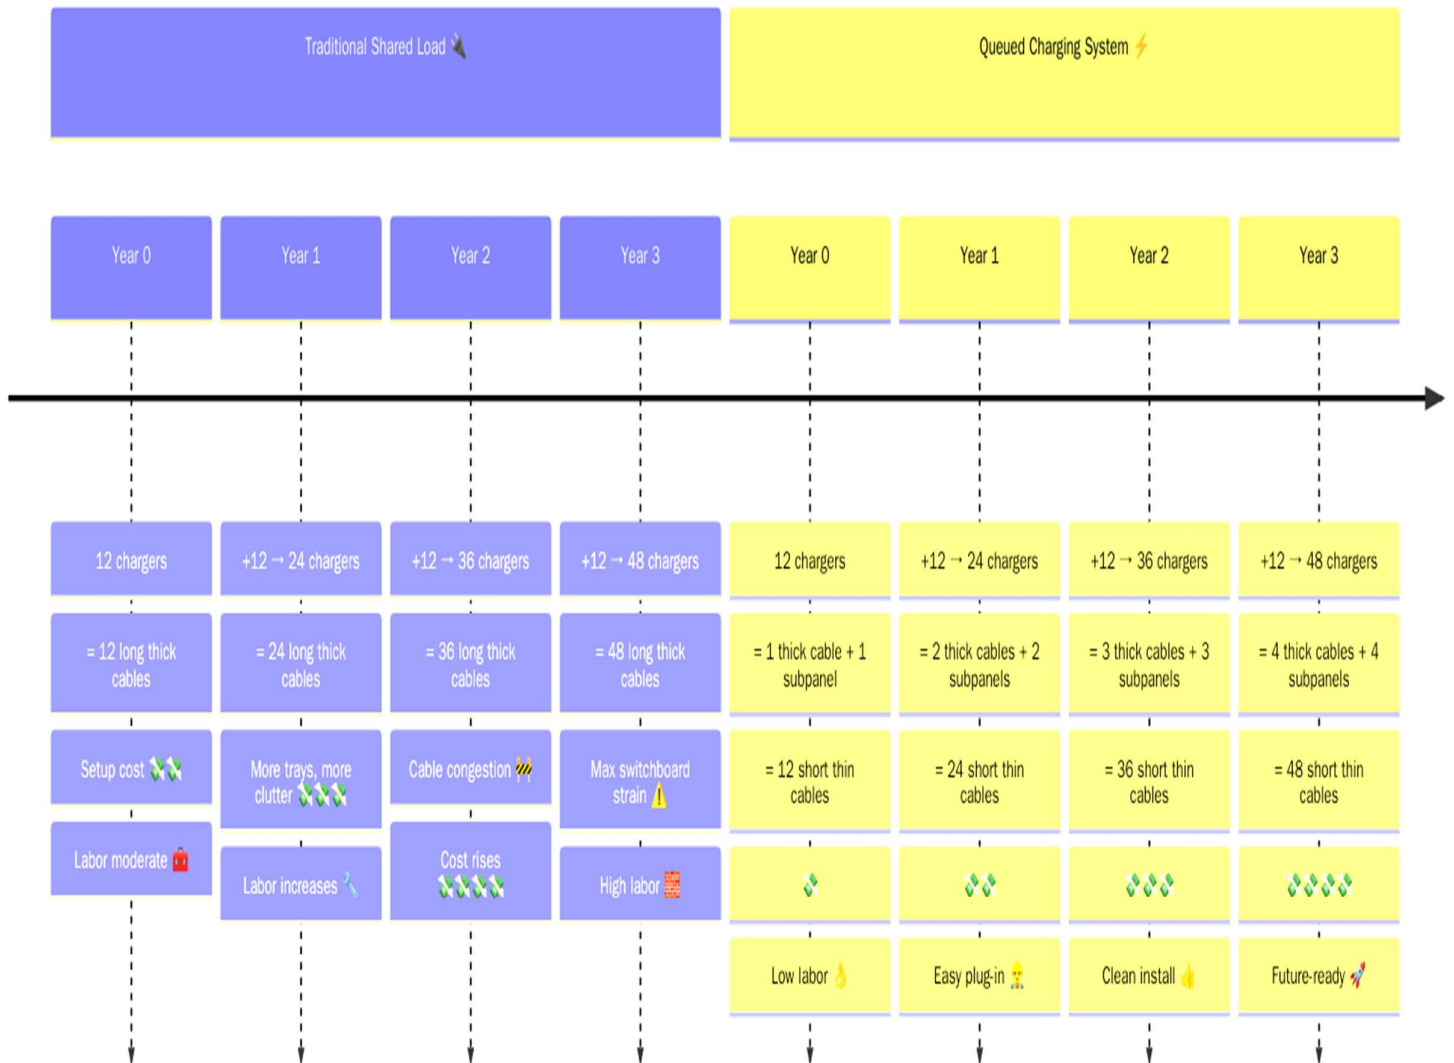 Traditional Shared Load 🔌
Queued Charging System ⚡
Year 0
Year 1
Year 2
Year 3
Year 0
Year 1
Year 2
Year 3
12 chargers
= 12 long thick
cables
Setup cost 💸💸
Labor moderate 🧰
+12 → 24 chargers
= 24 long thick
cables
More trays, more
clutter 💸💸💸
Labor increases 🔧
+12 → 36 chargers
= 36 long thick
cables
Cable congestion 🚧
Cost rises
💸💸💸💸
+12 → 48 chargers
= 48 long thick
cables
Max switchboard
strain ⚠️
High labor 🧱
12 chargers
= 1 thick cable + 1
subpanel
= 12 short thin
cables
💸
Low labor 👌
+12 → 24 chargers
= 2 thick cables + 2
subpanels
= 24 short thin
cables
💸💸
Easy plug-in 👷
+12 → 36 chargers
= 3 thick cables + 3
subpanels
= 36 short thin
cables
💸💸💸
Clean install 👍
+12 → 48 chargers
= 4 thick cables + 4
subpanels
= 48 short thin
cables
💸💸💸💸
Future-ready 🚀